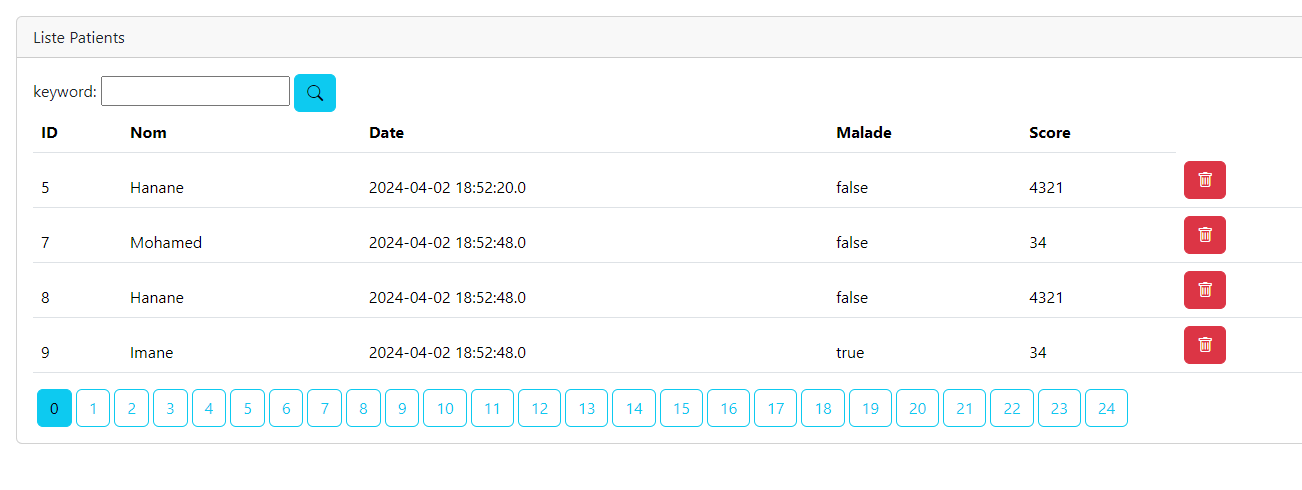 Liste Patients
keyword:
ID Nom Date Malade Score
5 Hanane 2024-04-02 18:52:20.0 false 4321
7 Mohamed 2024-04-02 18:52:48.0 false 34
8 Hanane 2024-04-02 18:52:48.0 false 4321
9 Imane 2024-04-02 18:52:48.0 true 34
0 1 2 3 4 5 6 7 8 9 10 11 12 13 14 15 16 17 18 19 20 21 22 23 24